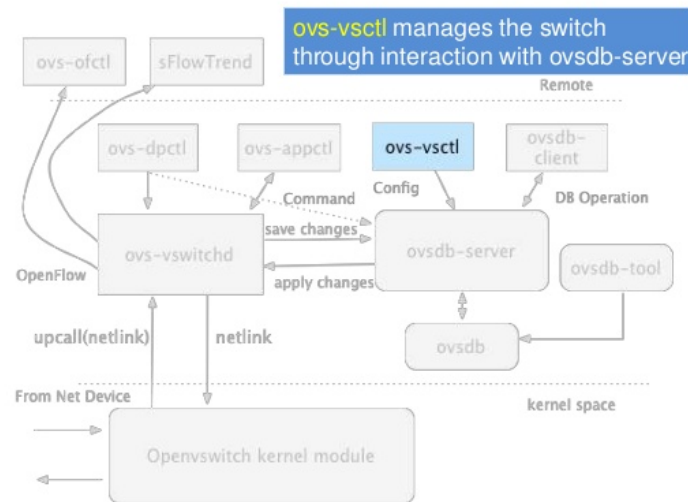 ovs-vsctl manages the switch
through interaction with ovsdb-server
ovs-ofctl
sFlowTrend
Remote
ovs-dpctl
ovs-appctl
ovs-vsctl
ovsdb-
client
Command
Config
DB Operation
ovs-vswitchd
save changes
ovsdb-server
ovsdb-tool
OpenFlow
apply changes
upcall(netlink)
netlink
ovsdb
From Net Device
kernel space
Openvswitch kernel module